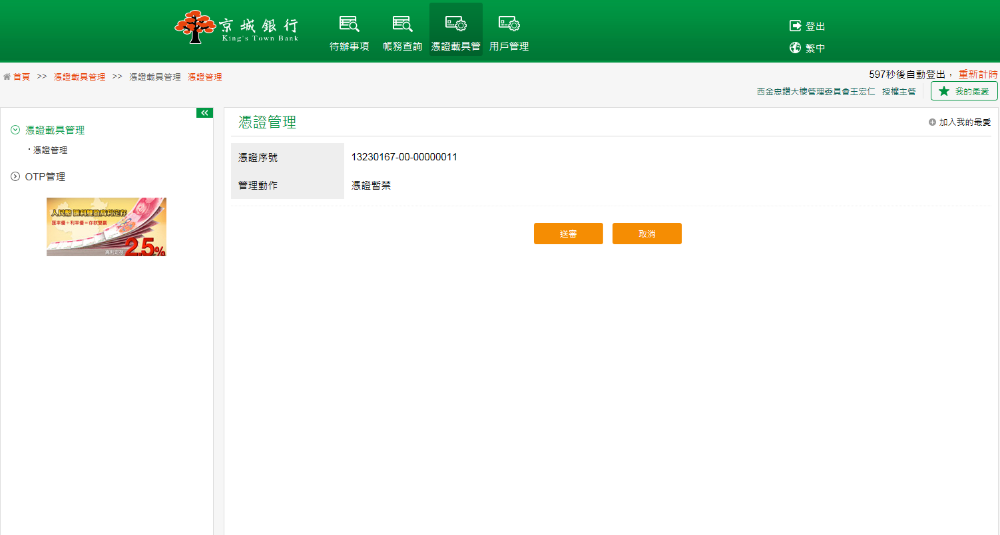 京城銀行
King's Town Bank
待辦事項
帳務查詢
憑證載具管
用戶管理
登出
繁中
首頁 >> 憑證載具管理 >> 憑證載具管理 憑證管理
597秒後自動登出， 重新計時
西金忠鑽大樓管理委員會王宏仁 授權主管
我的最愛
憑證載具管理
‧憑證管理
OTP管理
人民幣 匯利雙盈高利定存
匯率優＋利率優＝存款雙贏
高利定存 2.5%
憑證管理
加入我的最愛
憑證序號 13230167-00-00000011
管理動作 憑證暫禁
送審 取消